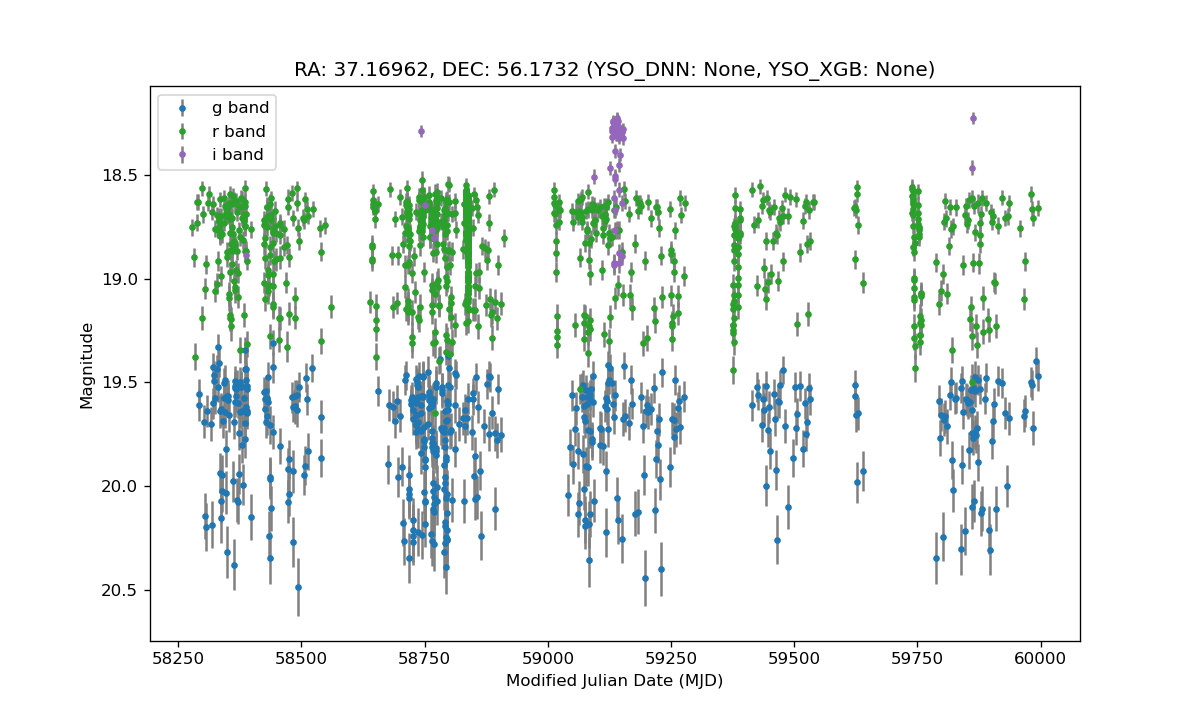 RA: 37.16962, DEC: 56.1732 (YSO_DNN: None, YSO_XGB: None)
g band
r band
i band
18.5
19.0
19.5
20.0
20.5
Magnitude
58250
58500
58750
59000
59250
59500
59750
60000
Modified Julian Date (MJD)